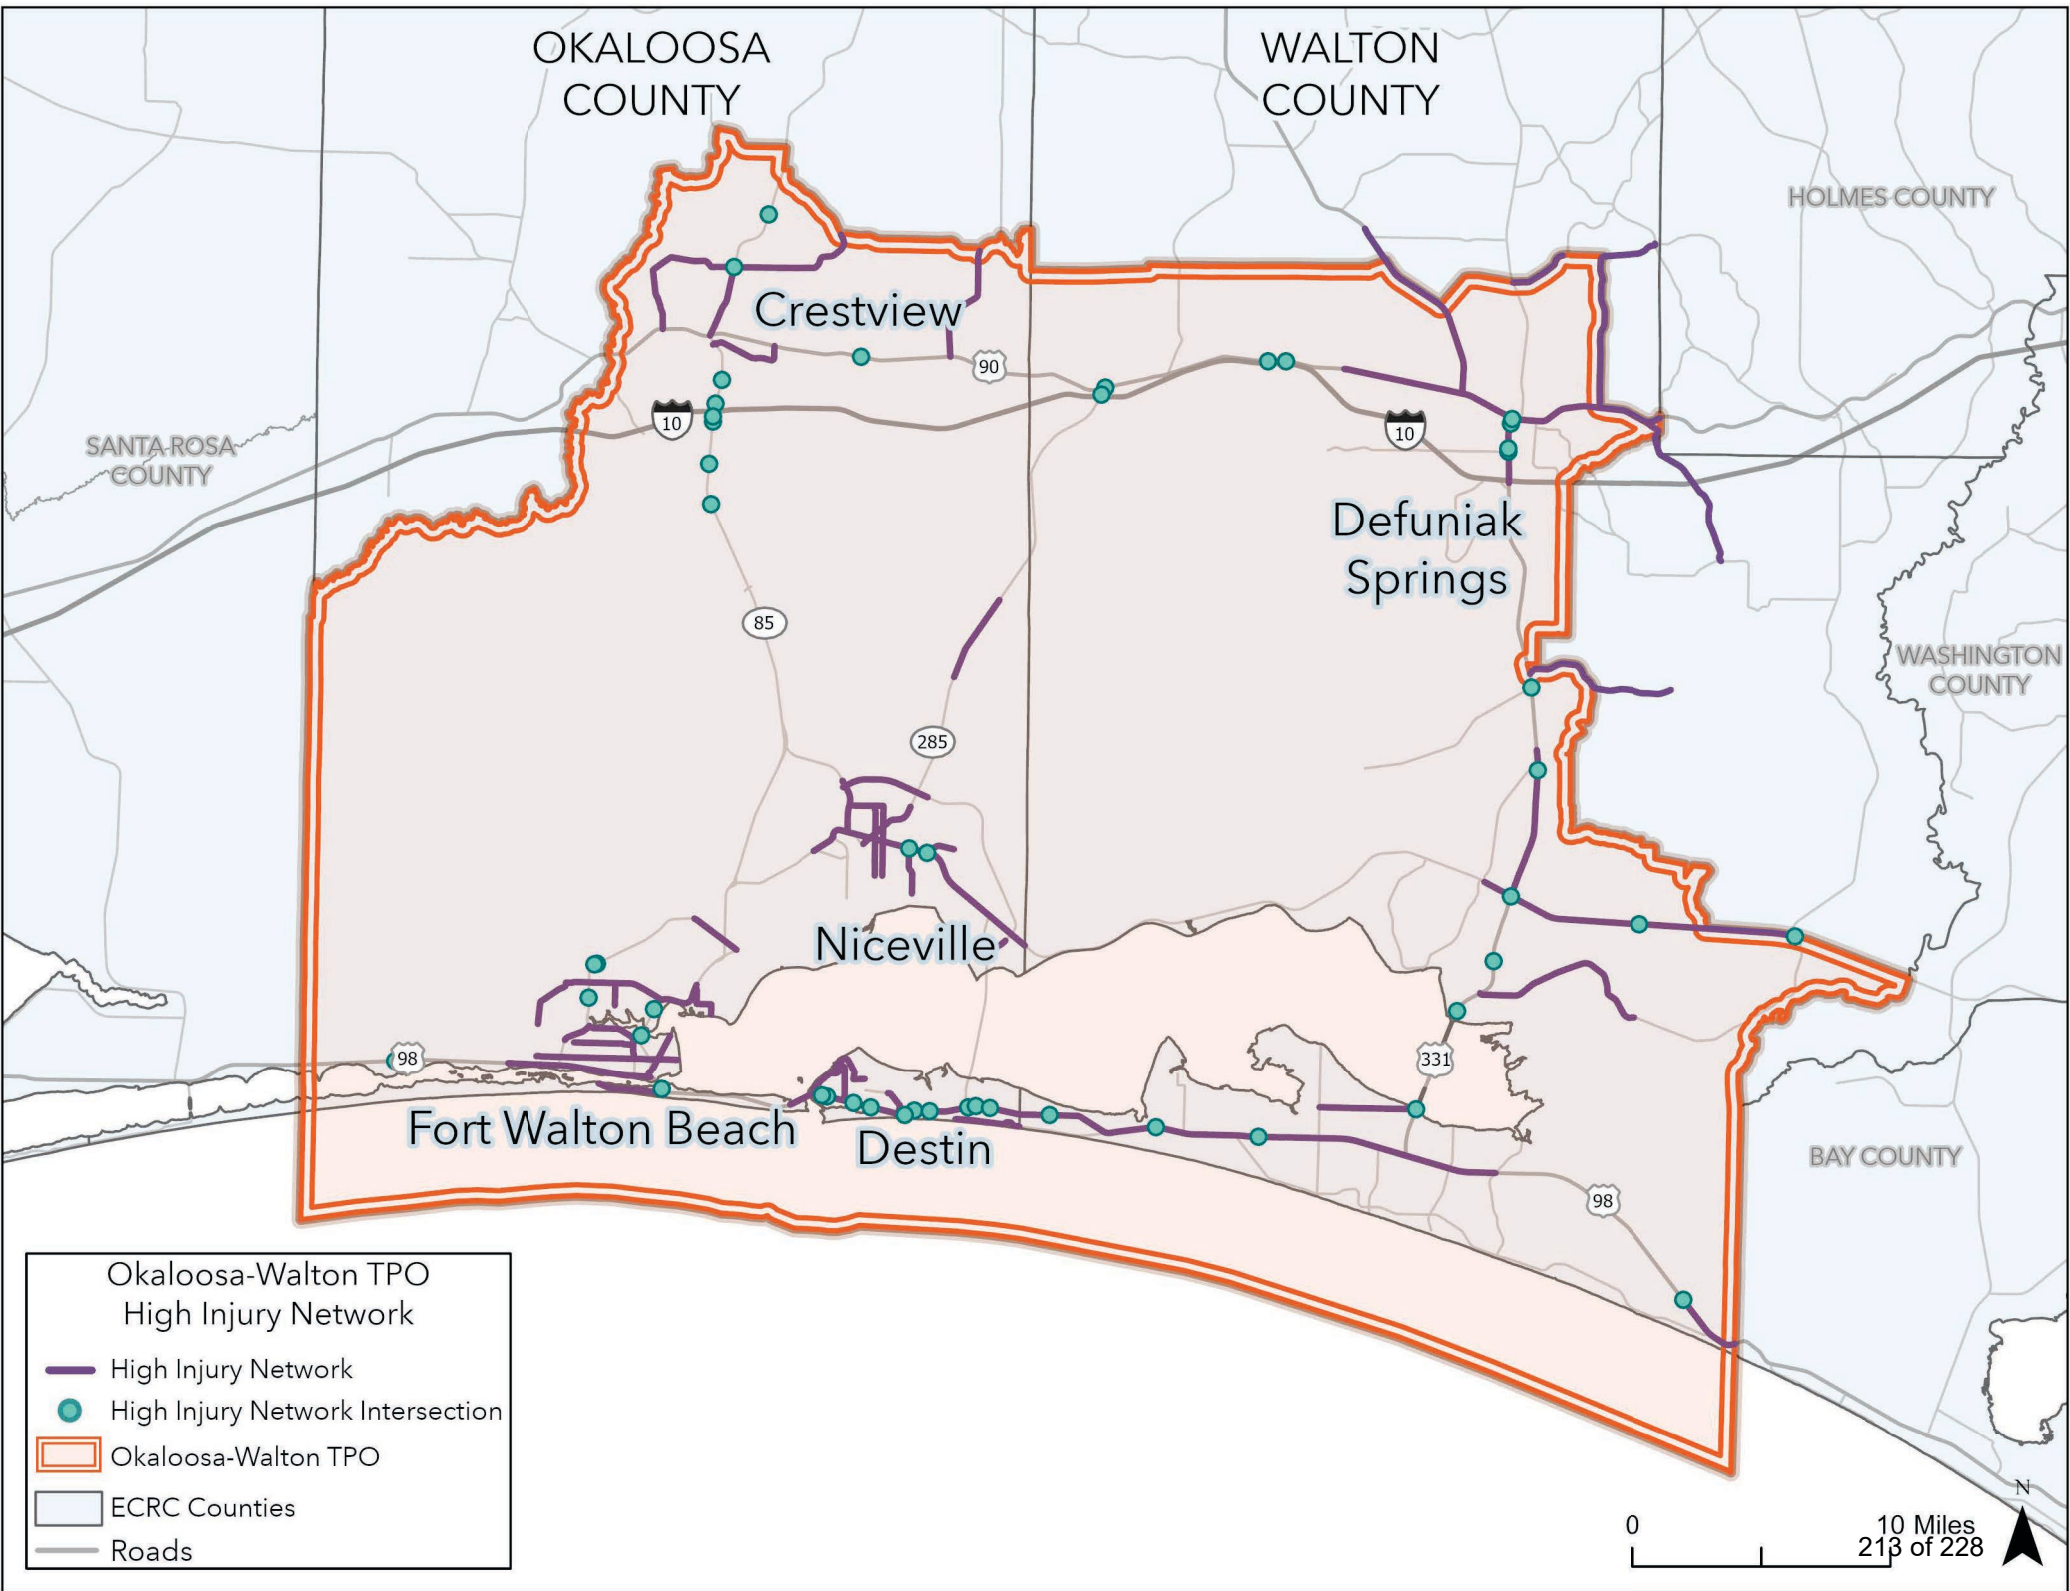 OKALOOSA
COUNTY
WALTON
COUNTY
HOLMES COUNTY
Crestview
90
10
10
SANTA ROSA
COUNTY
Defuniak
Springs
85
WASHINGTON
COUNTY
285
Niceville
98
331
Fort Walton Beach
Destin
BAY COUNTY
98
Okaloosa-Walton TPO
High Injury Network
High Injury Network
High Injury Network Intersection
Okaloosa-Walton TPO
ECRC Counties
Roads
N
0
10 Miles
213 of 228